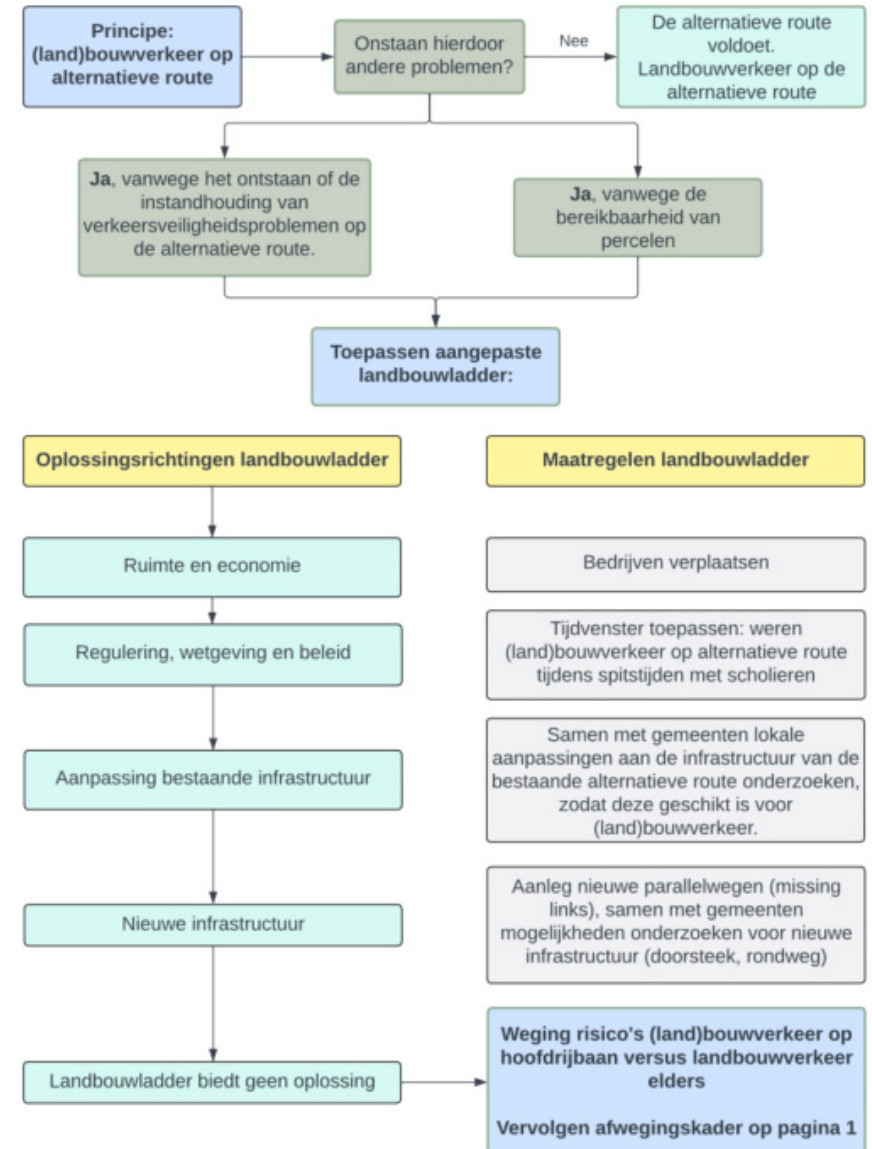 Principe:
(land)bouwverkeer op
alternatieve route
Onstaan hierdoor
andere problemen?
Nee
De alternatieve route
voldoet.
Landbouwverkeer op de
alternatieve route
Ja, vanwege het ontstaan of de
instandhouding van
verkeersveiligheidsproblemen op
de alternatieve route.
Ja, vanwege de
bereikbaarheid van
percelen
Toepassen aangepaste
landbouwladder:
Oplossingsrichtingen landbouwladder
Maatregelen landbouwladder
Ruimte en economie
Bedrijven verplaatsen
Regulering, wetgeving en beleid
Tijdvenster toepassen: weren
(land)bouwverkeer op alternatieve route
tijdens spitstijden met scholieren
Aanpassing bestaande infrastructuur
Samen met gemeenten lokale
aanpassingen aan de infrastructuur van de
bestaande alternatieve route onderzoeken,
zodat deze geschikt is voor
(land)bouwverkeer.
Nieuwe infrastructuur
Aanleg nieuwe parallelwegen (missing
links), samen met gemeenten
mogelijkheden onderzoeken voor nieuwe
infrastructuur (doorsteek, rondweg)
Landbouwladder biedt geen oplossing
Weging risico's (land)bouwverkeer op
hoofdrijbaan versus landbouwverkeer
elders
Vervolgen afwegingskader op pagina 1